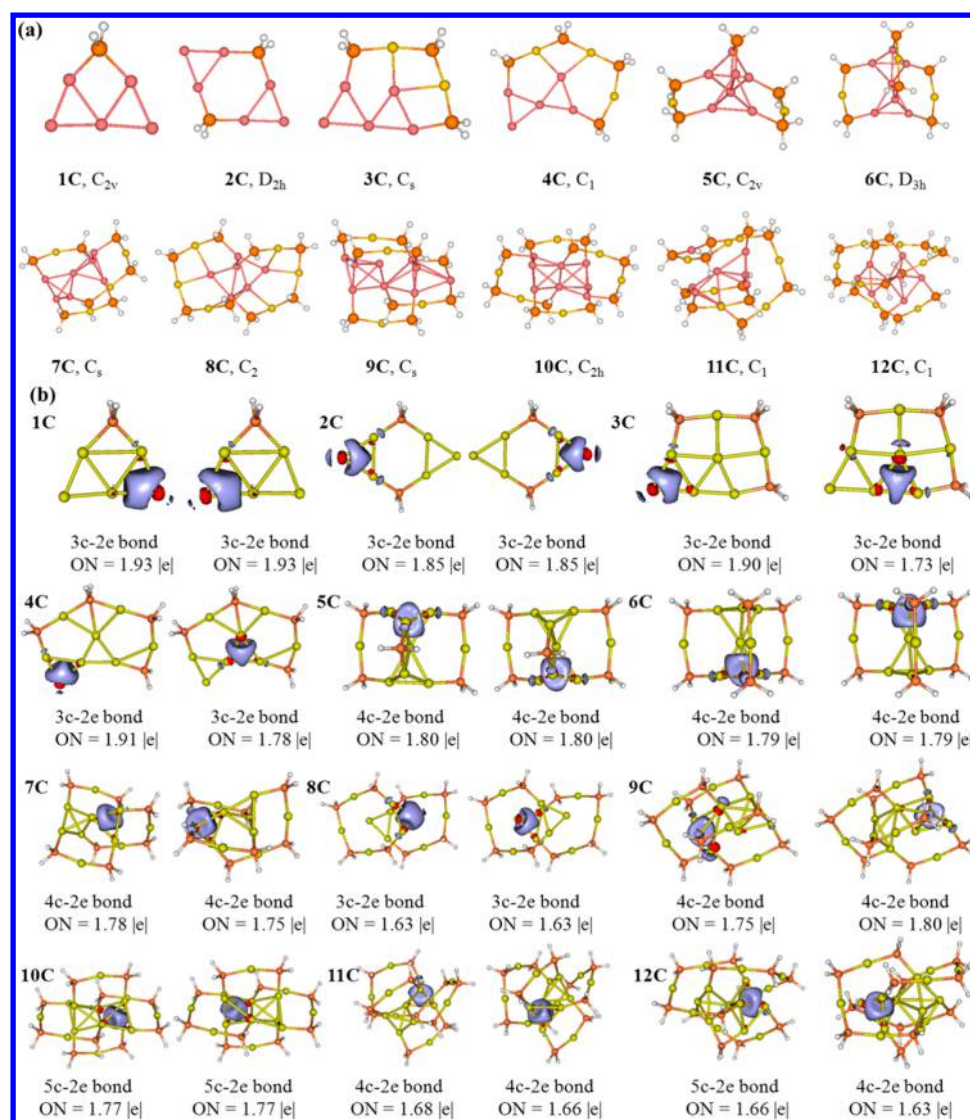 (a)
1C, C2v 2C, D2h 3C, Cs 4C, C1 5C, C2v 6C, D3h
7C, Cs 8C, C2 9C, Cs 10C, C2h 11C, C1 12C, C1
(b)
1C 2C 3C
3c-2e bond 3c-2e bond 3c-2e bond 3c-2e bond 3c-2e bond 3c-2e bond
ON = 1.93 |e| ON = 1.93 |e| ON = 1.85 |e| ON = 1.85 |e| ON = 1.90 |e| ON = 1.73 |e|
4C 5C 6C
3c-2e bond 3c-2e bond 4c-2e bond 4c-2e bond 4c-2e bond 4c-2e bond
ON = 1.91 |e| ON = 1.78 |e| ON = 1.80 |e| ON = 1.80 |e| ON = 1.79 |e| ON = 1.79 |e|
7C 8C 9C
4c-2e bond 4c-2e bond 3c-2e bond 3c-2e bond 4c-2e bond 4c-2e bond
ON = 1.78 |e| ON = 1.75 |e| ON = 1.63 |e| ON = 1.63 |e| ON = 1.75 |e| ON = 1.80 |e|
10C 11C 12C
5c-2e bond 5c-2e bond 4c-2e bond 4c-2e bond 5c-2e bond 4c-2e bond
ON = 1.77 |e| ON = 1.77 |e| ON = 1.68 |e| ON = 1.66 |e| ON = 1.66 |e| ON = 1.63 |e|